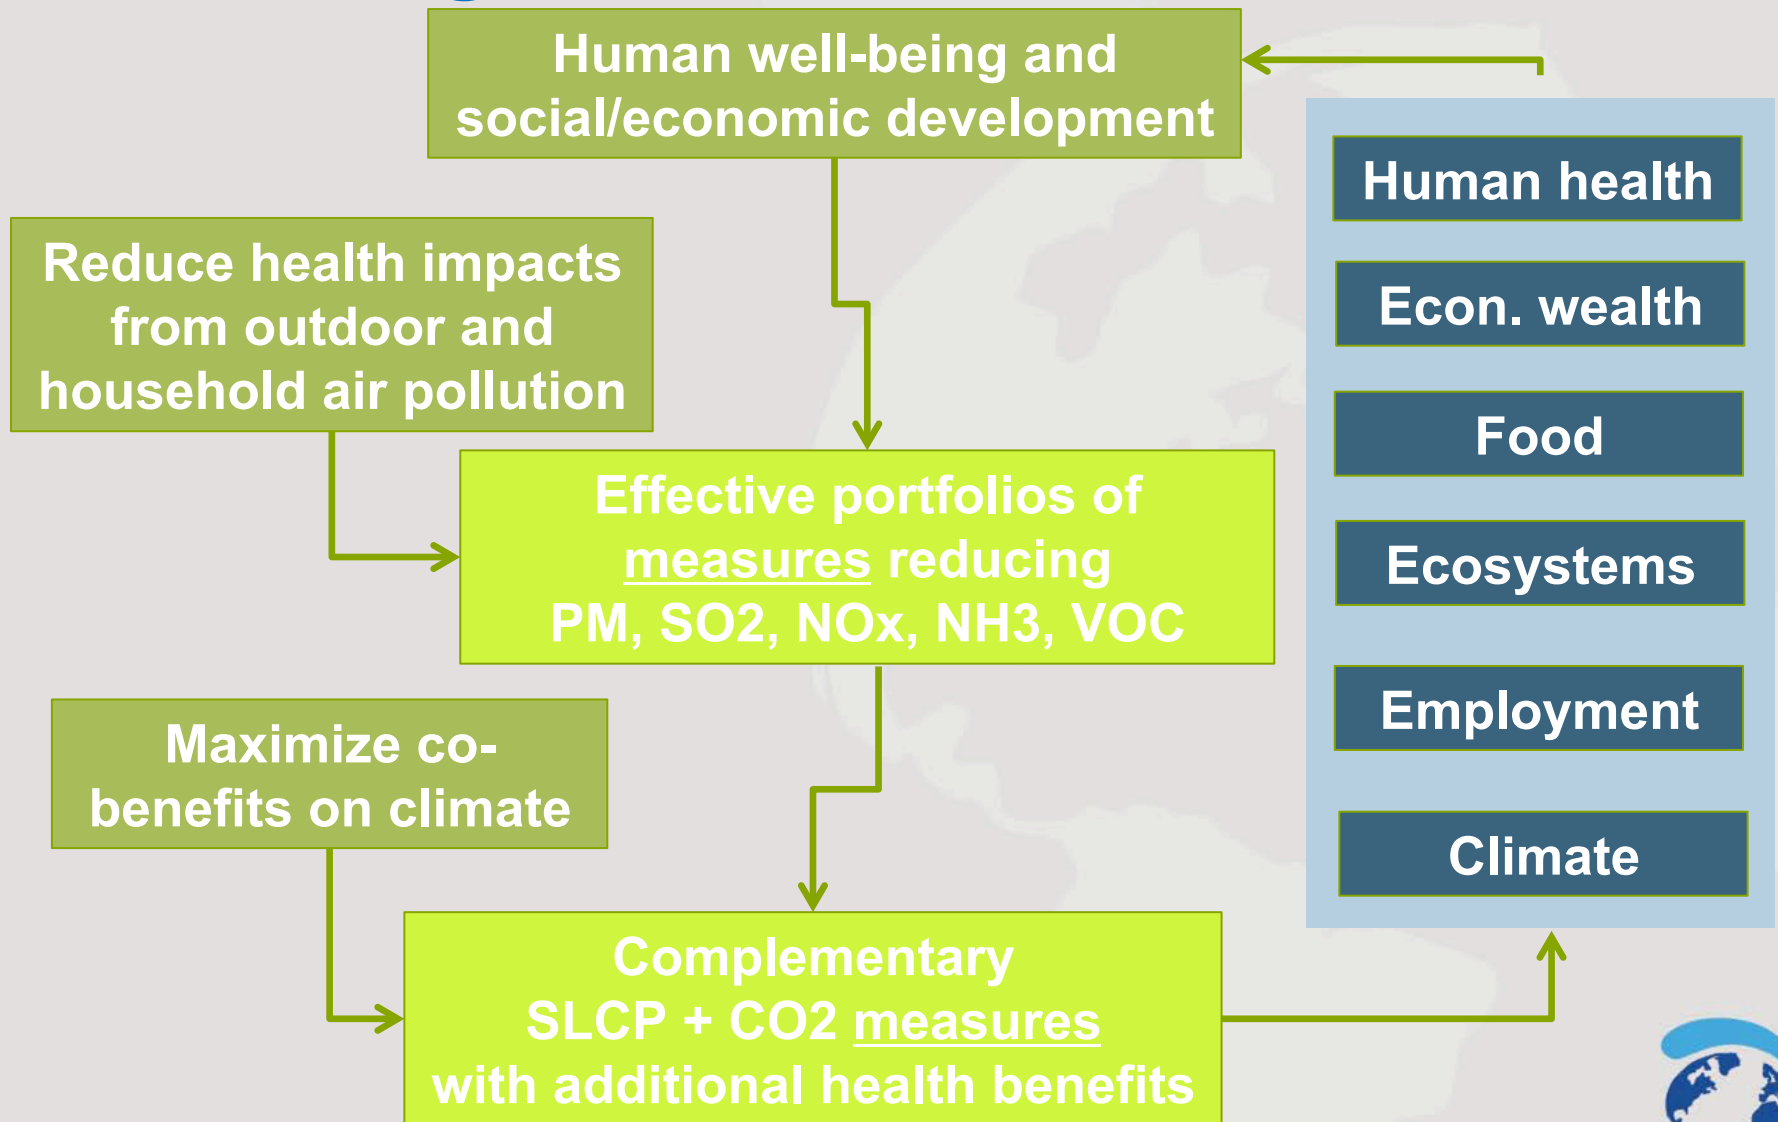 Human well-being and
social/economic development
Reduce health impacts
from outdoor and
household air pollution
Effective portfolios of
measures reducing
PM, SO2, NOx, NH3, VOC
Maximize co-
benefits on climate
Complementary
SLCP + CO2 measures
with additional health benefits
Human health
Econ. wealth
Food
Ecosystems
Employment
Climate